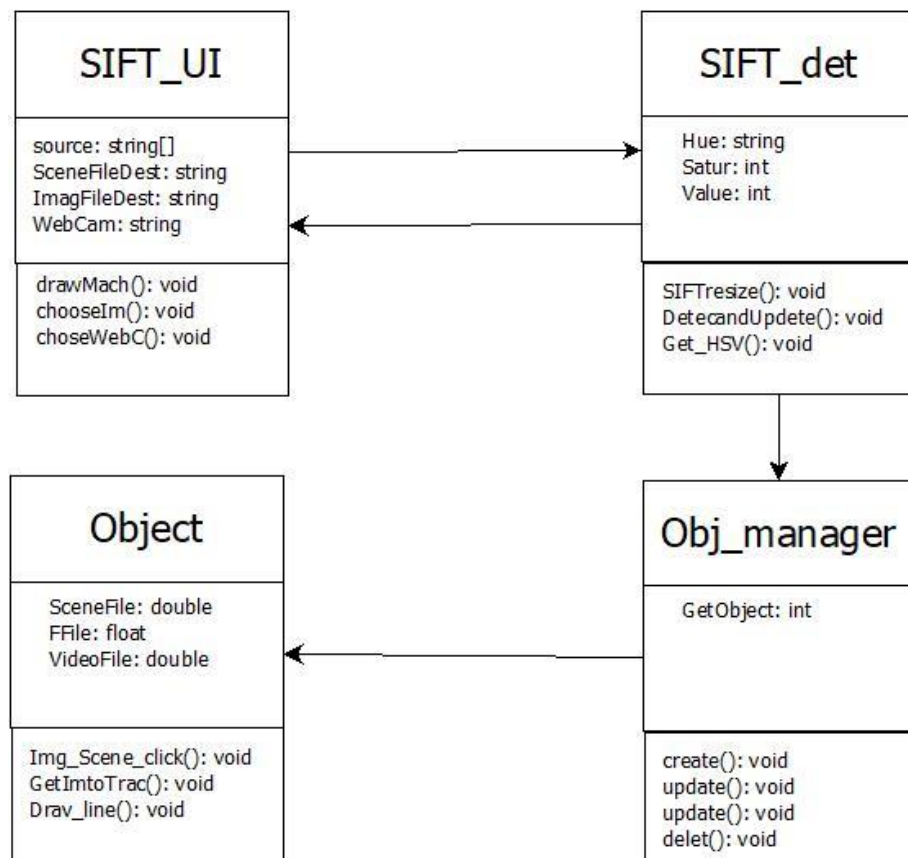 SIFT_UI
source: string[]
SceneFileDest: string
ImagFileDest: string
WebCam: string
drawMach(): void
chooseIm(): void
choseWebC(): void
SIFT_det
Hue: string
Satur: int
Value: int
SIFTresize(): void
DetecandUpdete(): void
Get_HSV(): void
Object
SceneFile: double
FFile: float
VideoFile: double
Img_Scene_click(): void
GetImtoTrac(): void
Drav_line(): void
Obj_manager
GetObject: int
create(): void
update(): void
update(): void
delet(): void